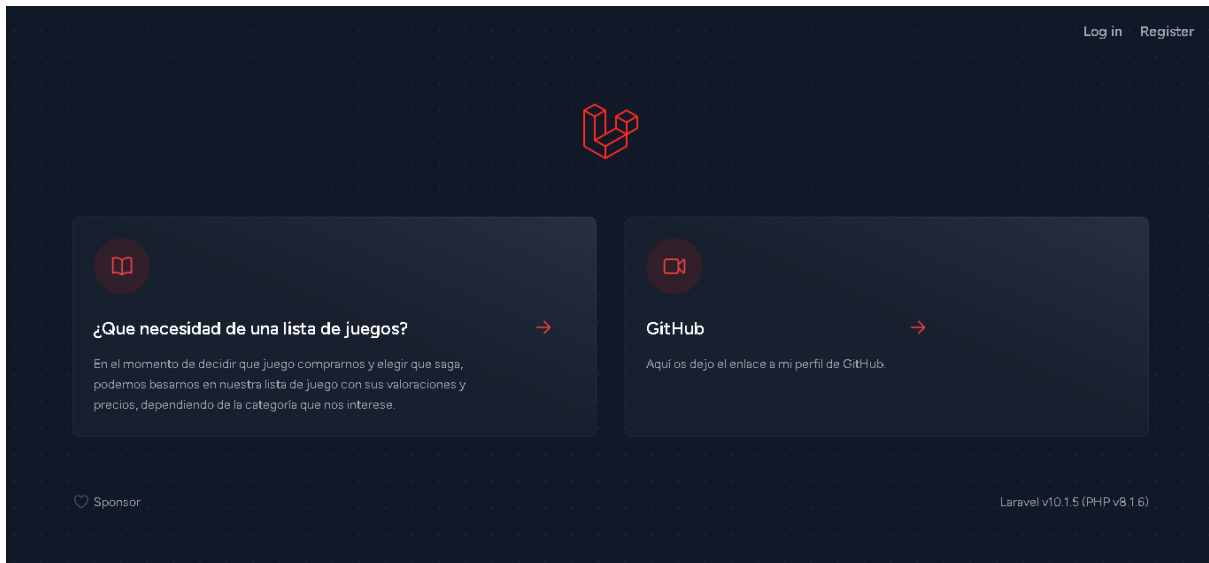 Log in Register
¿Que necesidad de una lista de juegos?
En el momento de decidir que juego comprarnos y elegir que saga,
podemos basarnos en nuestra lista de juego con sus valoraciones y
precios, dependiendo de la categoría que nos interese.
GitHub
Aquí os dejo el enlace a mi perfil de GitHub.
Sponsor
Laravel v10.1.5 (PHP v8.1.6)